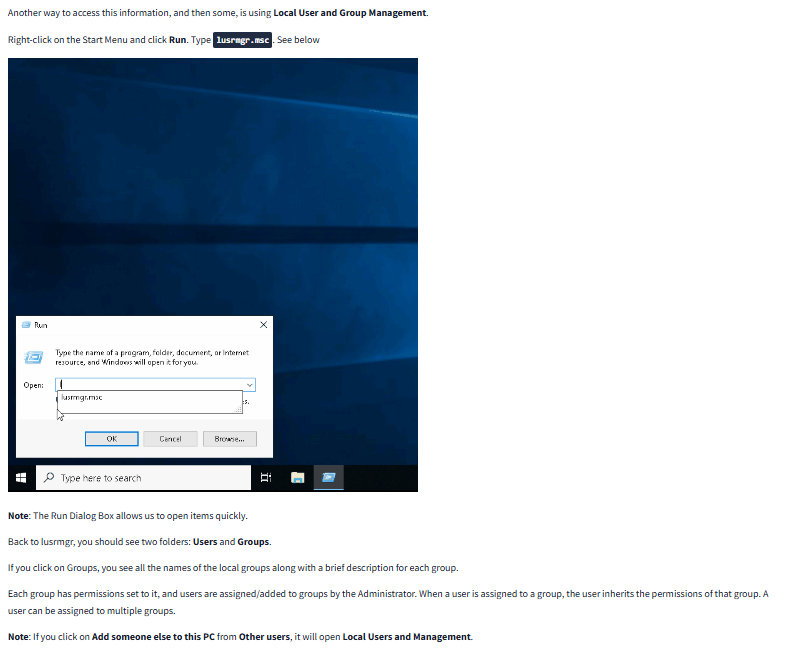 Another way to access this information, and then some, is using Local User and Group Management.
Right-click on the Start Menu and click Run. Type lusrmgr.msc. See below
Run
Type the name of a program, folder, document, or Internet
resource, and Windows will open it for you.
Open:
lusrmgr.msc
s.
OK Cancel Browse...
Type here to search
Note: The Run Dialog Box allows us to open items quickly.
Back to lusrmgr, you should see two folders: Users and Groups.
If you click on Groups, you see all the names of the local groups along with a brief description for each group.
Each group has permissions set to it, and users are assigned/added to groups by the Administrator. When a user is assigned to a group, the user inherits the permissions of that group. A
user can be assigned to multiple groups.
Note: If you click on Add someone else to this PC from Other users, it will open Local Users and Management.